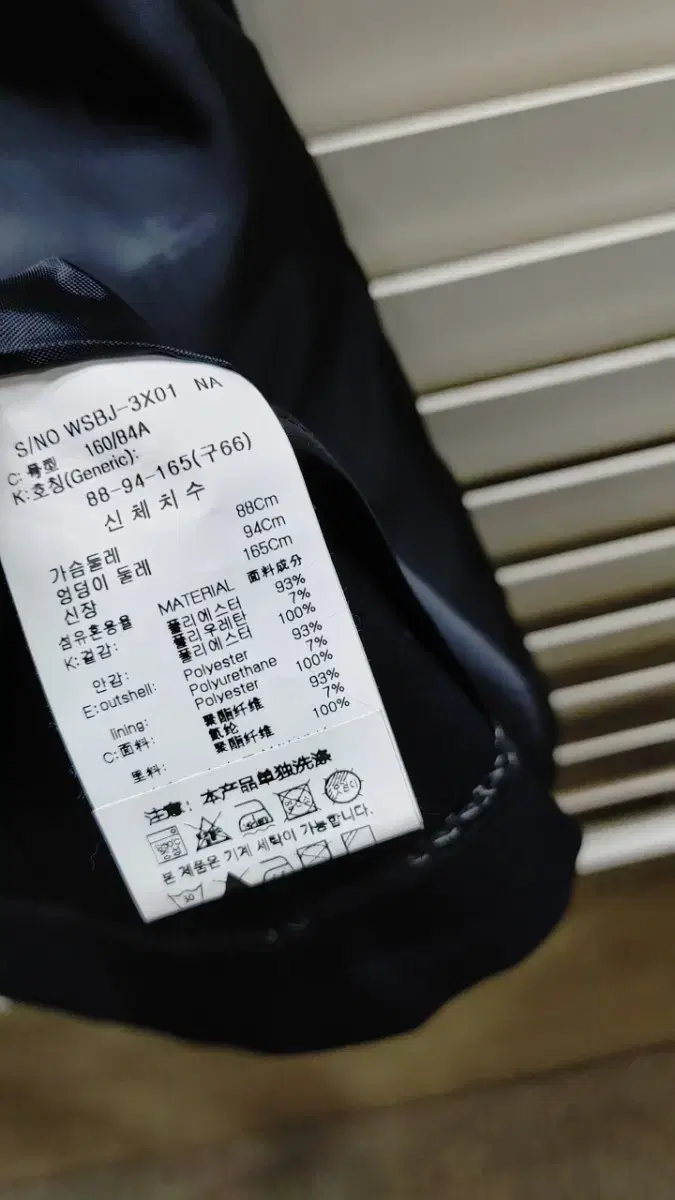 S/NO WSBJ-3X01 NA
C: 号型 160/84A
K:호칭(Generic):
88-94-165(구66)
신체치수
가슴둘레 88Cm
엉덩이 둘레 94Cm
신장 165Cm
섬유혼용율 MATERIAL 面料成分
K:겉감: 폴리에스터 93%
폴리우레탄 7%
안감: 폴리에스터 100%
E:outshell: Polyester 93%
Polyurethane 7%
lining: Polyester 100%
C:面料: 聚酯纤维 93%
氨纶 7%
里料: 聚酯纤维 100%
注意: 本产品单独洗涤
본 제품은 기계 세탁이 가능합니다.
30